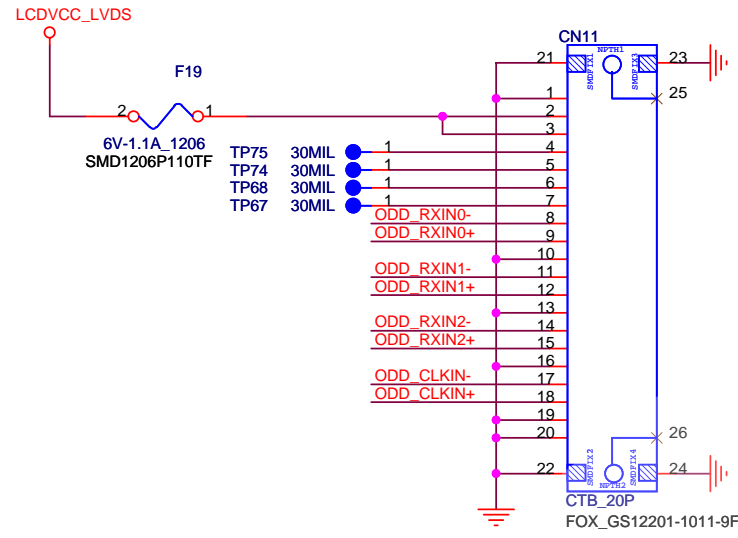 LCDVCC_LVDS
F19
2
1
6V-1.1A_1206
SMD1206P110TF
TP75 30MIL 1
TP74 30MIL 1
TP68 30MIL 1
TP67 30MIL 1
ODD_RXIN0-
ODD_RXIN0+
ODD_RXIN1-
ODD_RXIN1+
ODD_RXIN2-
ODD_RXIN2+
ODD_CLKIN-
ODD_CLKIN+
CN11
21
1
2
3
4
5
6
7
8
9
10
11
12
13
14
15
16
17
18
19
20
22
NPTH1
SMDFIX1
SMDFIX3
23
25
26
24
SMDFIX2
SMDFIX4
NPTH2
CTB_20P
FOX_GS12201-1011-9F